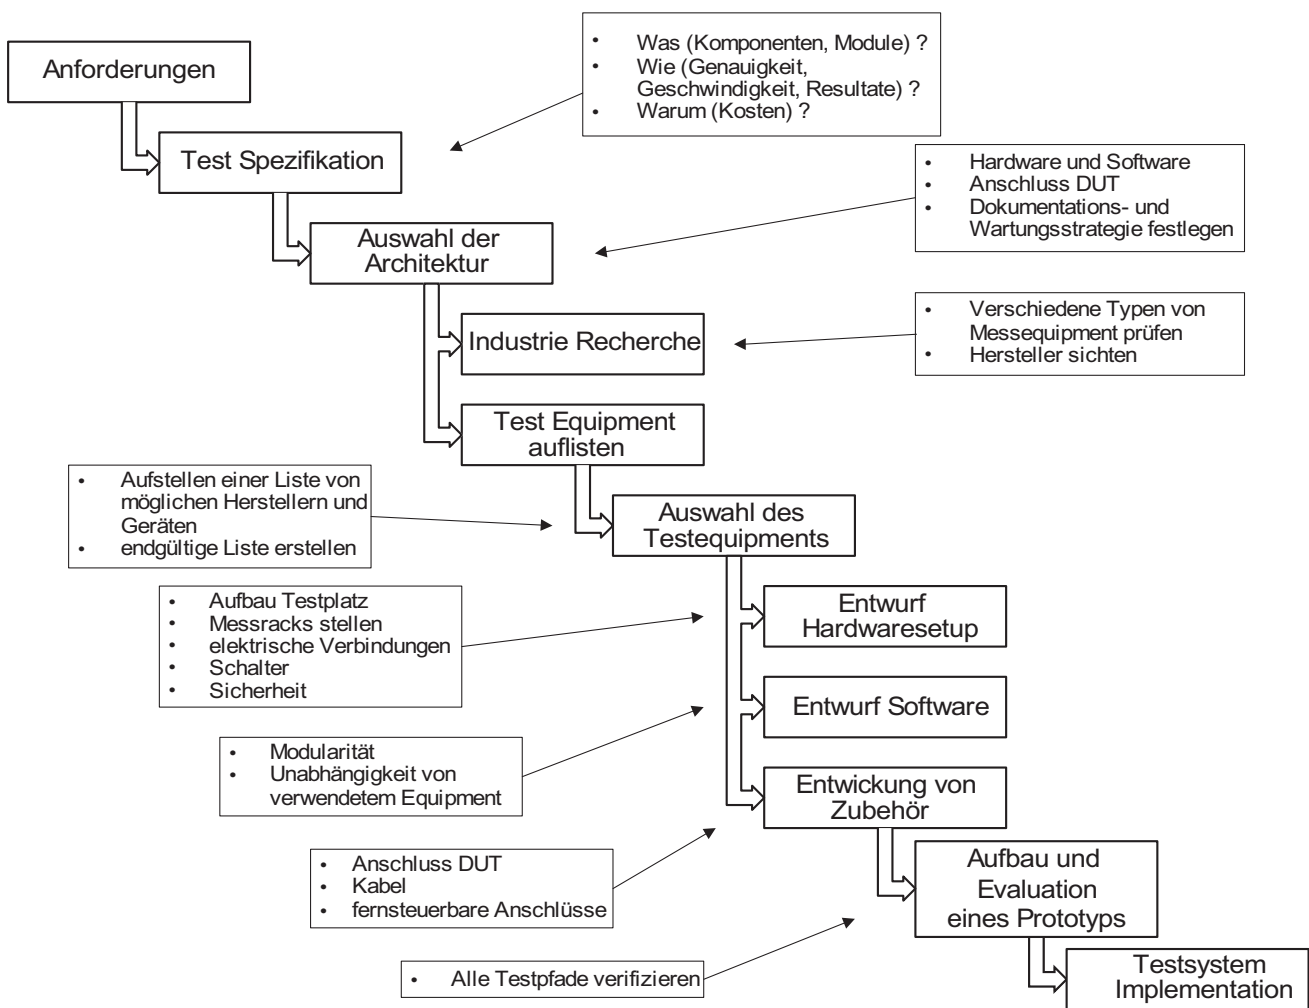 Anforderungen
• Was (Komponenten, Module) ?
• Wie (Genauigkeit,
Geschwindigkeit, Resultate) ?
• Warum (Kosten) ?
Test Spezifikation
• Hardware und Software
• Anschluss DUT
• Dokumentations- und
Wartungsstrategie festlegen
Auswahl der
Architektur
• Verschiedene Typen von
Messequipment prüfen
• Hersteller sichten
Industrie Recherche
Test Equipment
auflisten
• Aufstellen einer Liste von
möglichen Herstellern und
Geräten
• endgültige Liste erstellen
Auswahl des
Testequipments
• Aufbau Testplatz
• Messracks stellen
• elektrische Verbindungen
• Schalter
• Sicherheit
Entwurf
Hardwaresetup
Entwurf Software
• Modularität
• Unabhängigkeit von
verwendetem Equipment
Entwickung von
Zubehör
• Anschluss DUT
• Kabel
• fernsteuerbare Anschlüsse
Aufbau und
Evaluation
eines Prototyps
• Alle Testpfade verifizieren
Testsystem
Implementation